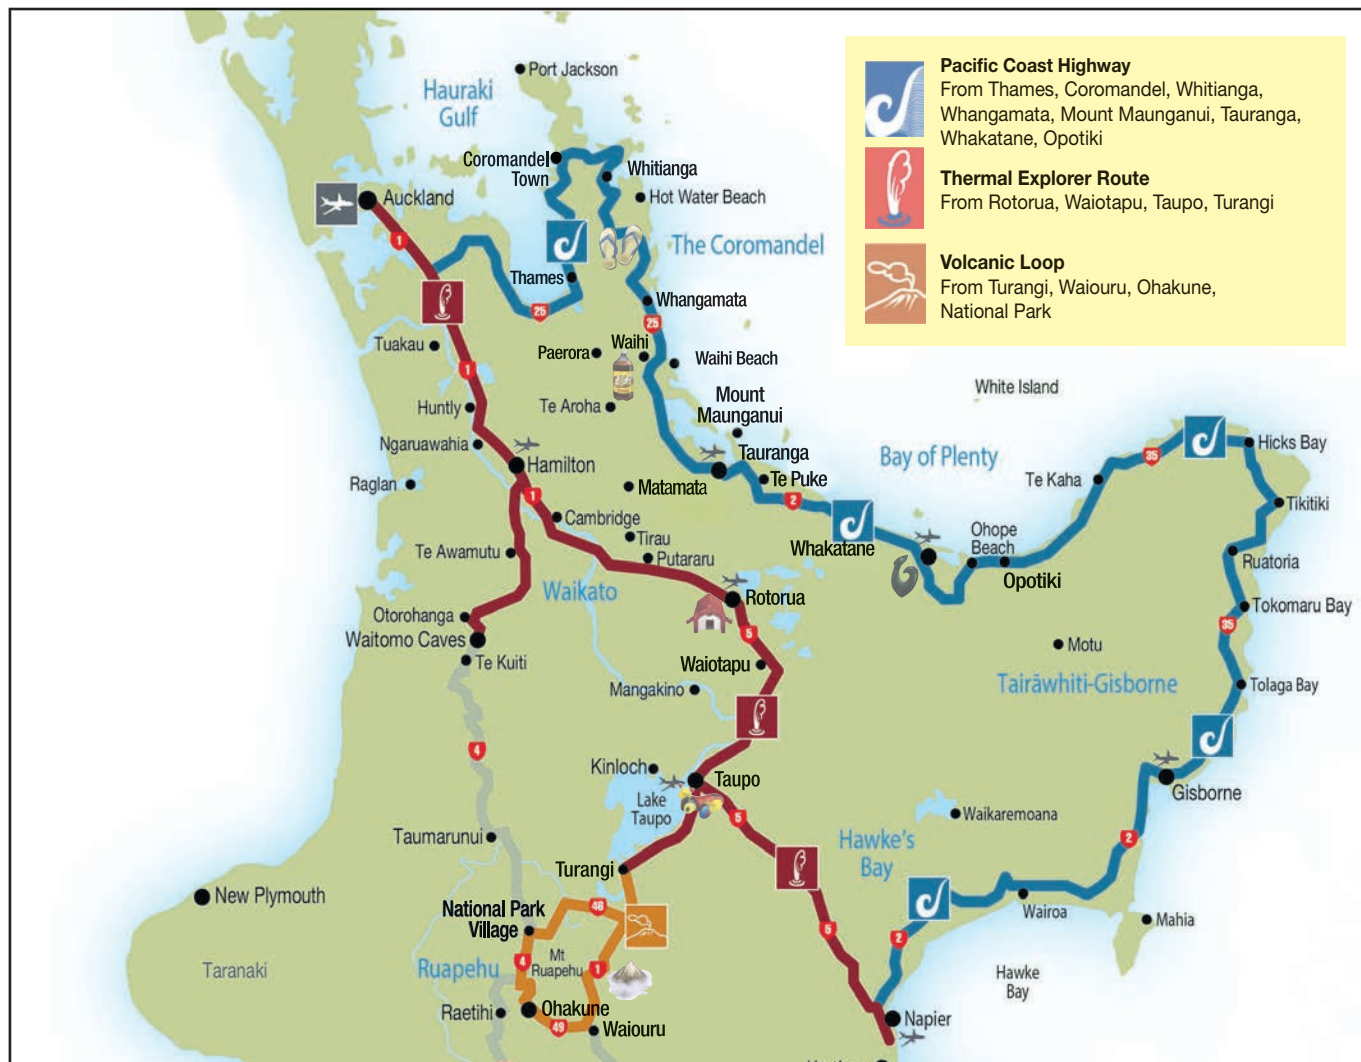 Pacific Coast Highway
From Thames, Coromandel, Whitianga,
Whangamata, Mount Maunganui, Tauranga,
Whakatane, Opotiki
Thermal Explorer Route
From Rotorua, Waiotapu, Taupo, Turangi
Volcanic Loop
From Turangi, Waiouru, Ohakune,
National Park
Port Jackson
Hauraki
Gulf
Coromandel
Town
Whitianga
Auckland
Hot Water Beach
1
The Coromandel
Thames
Whangamata
25
25
Tuakau
Paerora
Waihi
Waihi Beach
1
White Island
Mount
Maunganui
Huntly
Te Aroha
Ngaruawahia
Tauranga
Bay of Plenty
35
Hicks Bay
Hamilton
Raglan
Matamata
Te Puke
Te Kaha
1
2
Tikitiki
Cambridge
Tirau
Ohope
Beach
Te Awamutu
Putararu
Whakatane
Opotiki
Ruatoria
Waikato
Rotorua
Tokomaru Bay
Otorohanga
35
5
Waitomo Caves
Motu
Te Kuiti
Waiotapu
Mangakino
Tairāwhiti-Gisborne
Tolaga Bay
4
Kinloch
Taupo
Gisborne
Lake
Taupo
5
Waikaremoana
Taumarunui
Hawke's
Bay
2
Turangi
New Plymouth
National Park
Village
48
Wairoa
Mahia
5
2
Mt
Ruapehu
4
1
Taranaki
Ruapehu
Hawke
Bay
Raetihi
Ohakune
49
Waiouru
Napier